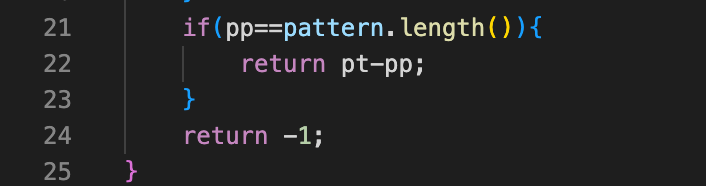 21 if(pp==pattern.length()){
22 return pt-pp;
23 }
24 return -1;
25 }